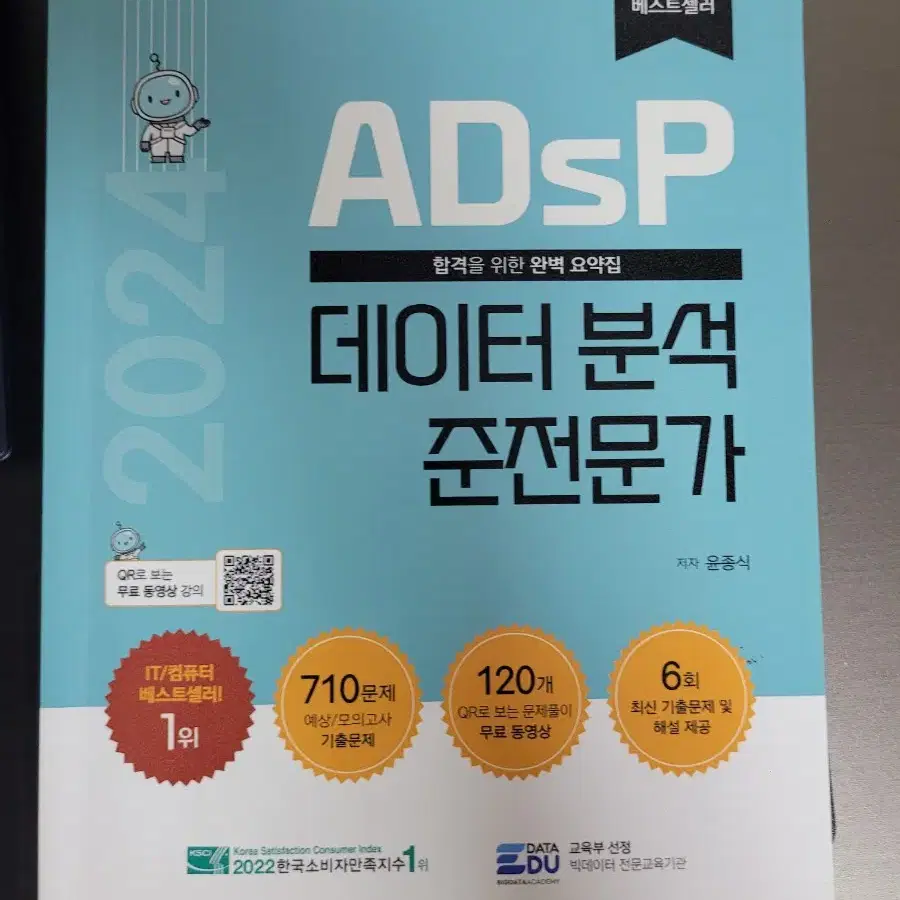 베스트셀러
2024
ADsP
합격을 위한 완벽 요약집
데이터 분석
준전문가
저자 윤종식
QR로 보는
무료 동영상 강의
IT/컴퓨터
베스트셀러!
1위
710문제
예상/모의고사
기출문제
120개
QR로 보는 문제풀이
무료 동영상
6회
최신 기출문제 및
해설 제공
KSCI
Korea Satisfaction Consumer Index
2022한국소비자만족지수1위
DATA
EDU
BIGDATA ACADEMY
교육부 선정
빅데이터 전문교육기관